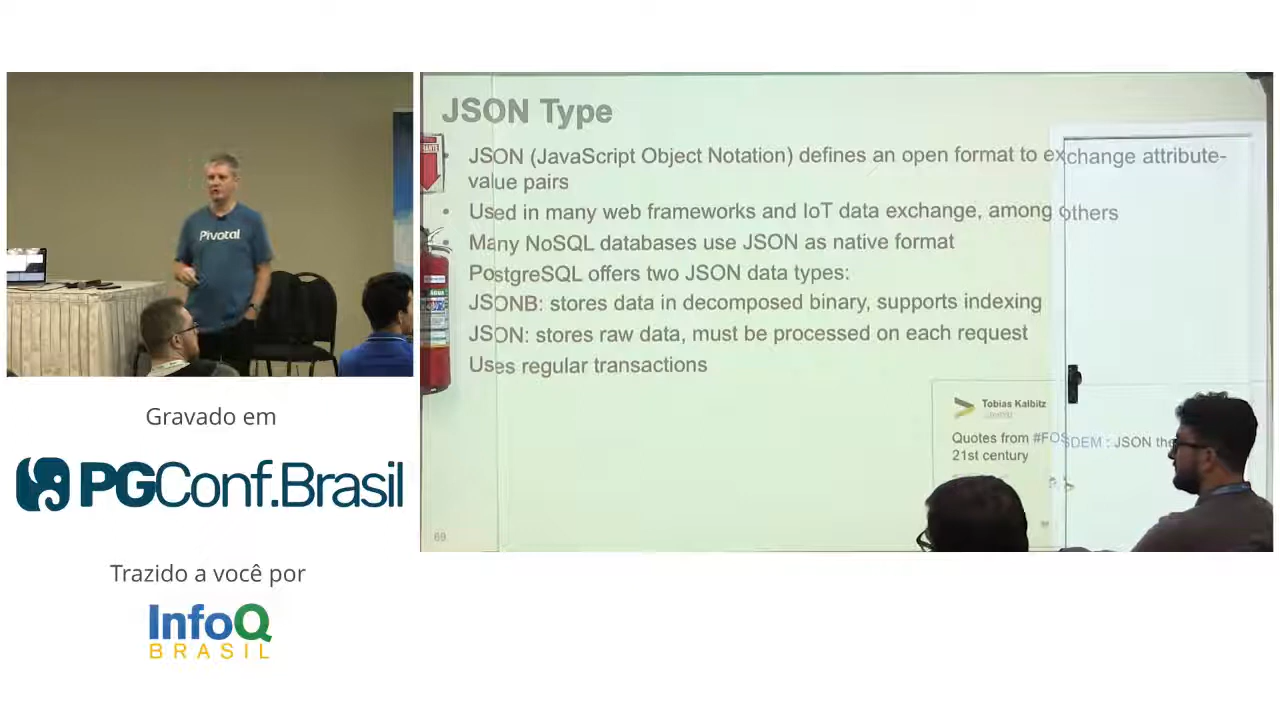 Pivotal
Gravado em
PGConf.Brasil
Trazido a você por
InfoQ
BRASIL
JSON Type
JSON (JavaScript Object Notation) defines an open format to exchange attribute-
value pairs
Used in many web frameworks and IoT data exchange, among others
Many NoSQL databases use JSON as native format
PostgreSQL offers two JSON data types:
JSONB: stores data in decomposed binary, supports indexing
JSON: stores raw data, must be processed on each request
Uses regular transactions
Tobias Kalbitz
Quotes from #FOSDEM : JSON the
21st century
69